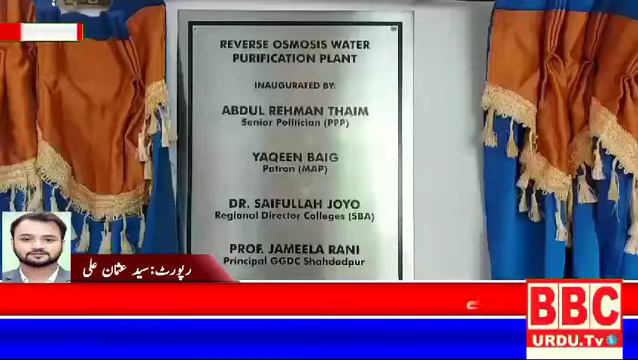 REVERSE OSMOSIS WATER
PURIFICATION PLANT
INAUGURATED BY:
ABDUL REHMAN THAIM
Senior Politician (PPP)
YAQEEN BAIG
Patron (MAP)
DR. SAIFULLAH JOYO
Regional Director Colleges (SBA)
PROF. JAMEELA RANI
Principal GGDC Shahdadpur
رپورٹ: سید عثمان علی
BBC
URDU.Tv